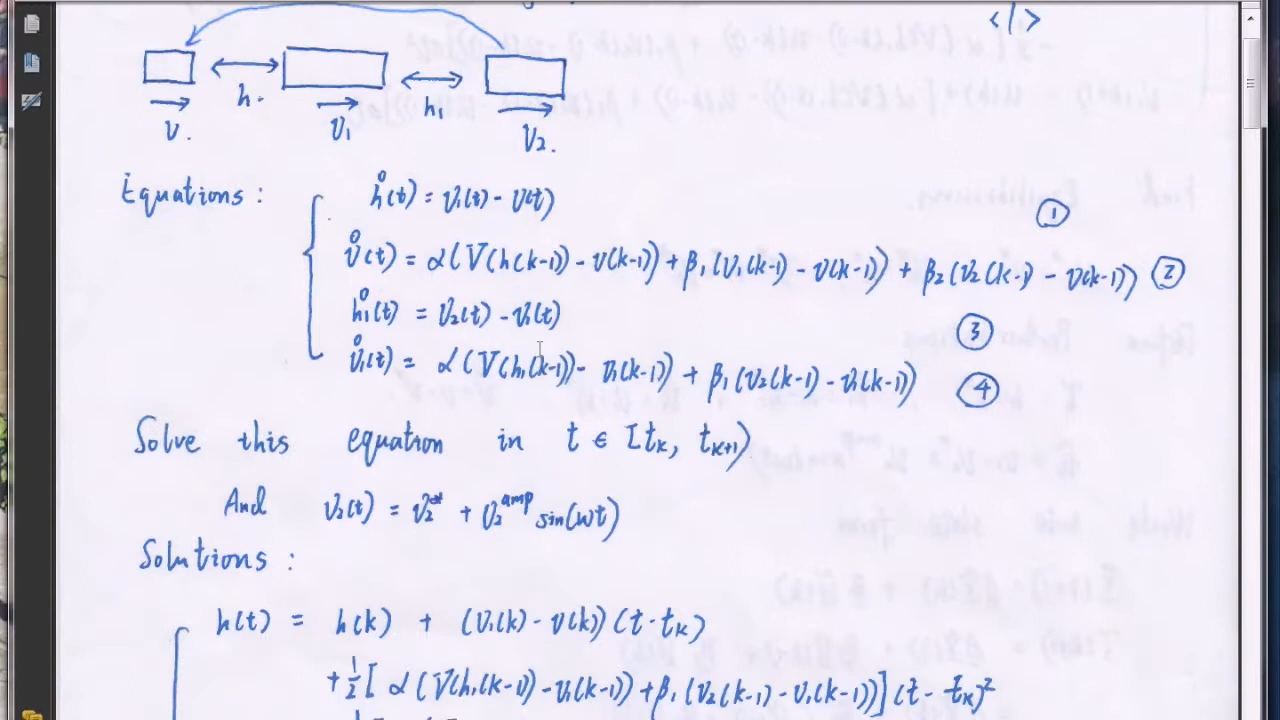 <1>
h. h₁
v. v₁ v₂.
Equations :
ḣ(t) = v₁(t) - v(t) ①
v̇(t) = α(V(h(k-1)) - v(k-1)) + β₁(v₁(k-1) - v(k-1)) + β₂(v₂(k-1) - v(k-1)) ②
ḣ₁(t) = v₂(t) - v₁(t) ③
v̇₁(t) = α(V(h₁(k-1)) - v₁(k-1)) + β₁(v₂(k-1) - v₁(k-1)) ④
Solve this equation in t ∈ [tₖ, tₖ₊₁)
And v₂(t) = v₂* + v₂^amp sin(ωt)
Solutions :
h(t) = h(k) + (v₁(k) - v(k))(t - tₖ)
+ ½[ α(V(h₁(k-1)) - v₁(k-1)) + β₁(v₂(k-1) - v₁(k-1))](t - tₖ)²